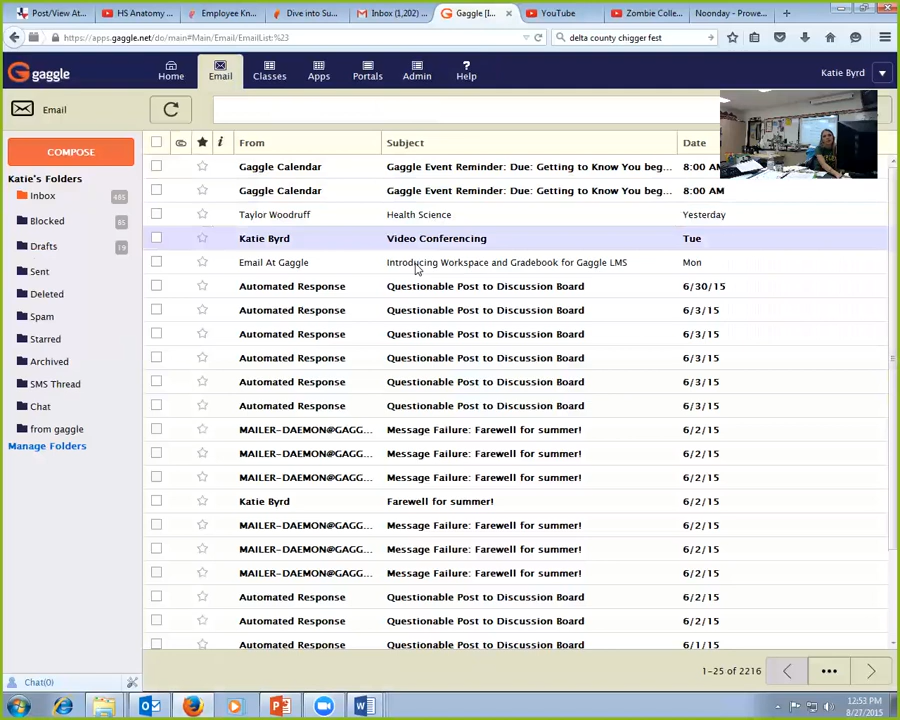 Post/View At...
HS Anatomy ...
Employee Kn...
Dive into Su...
Inbox (1,202) ...
Gaggle [I...
YouTube
Zombie Colle...
Noonday - Prowe...
https://apps.gaggle.net/do/main#Main/Email/EmailList:%23
delta county chigger fest
gaggle
Home
Email
Classes
Apps
Portals
Admin
Help
Katie Byrd
Email
COMPOSE
Katie's Folders
Inbox 485
Blocked 85
Drafts 19
Sent
Deleted
Spam
Starred
Archived
SMS Thread
Chat
from gaggle
Manage Folders
From Subject Date
Gaggle Calendar Gaggle Event Reminder: Due: Getting to Know You beg... 8:00 AM
Gaggle Calendar Gaggle Event Reminder: Due: Getting to Know You beg... 8:00 AM
Taylor Woodruff Health Science Yesterday
Katie Byrd Video Conferencing Tue
Email At Gaggle Introducing Workspace and Gradebook for Gaggle LMS Mon
Automated Response Questionable Post to Discussion Board 6/30/15
Automated Response Questionable Post to Discussion Board 6/3/15
Automated Response Questionable Post to Discussion Board 6/3/15
Automated Response Questionable Post to Discussion Board 6/3/15
Automated Response Questionable Post to Discussion Board 6/3/15
Automated Response Questionable Post to Discussion Board 6/3/15
MAILER-DAEMON@GAGG... Message Failure: Farewell for summer! 6/2/15
MAILER-DAEMON@GAGG... Message Failure: Farewell for summer! 6/2/15
MAILER-DAEMON@GAGG... Message Failure: Farewell for summer! 6/2/15
Katie Byrd Farewell for summer! 6/2/15
MAILER-DAEMON@GAGG... Message Failure: Farewell for summer! 6/2/15
MAILER-DAEMON@GAGG... Message Failure: Farewell for summer! 6/2/15
MAILER-DAEMON@GAGG... Message Failure: Farewell for summer! 6/2/15
Automated Response Questionable Post to Discussion Board 6/2/15
Automated Response Questionable Post to Discussion Board 6/2/15
Automated Response Questionable Post to Discussion Board 6/1/15
1-25 of 2216
Chat(0)
12:53 PM
8/27/2015